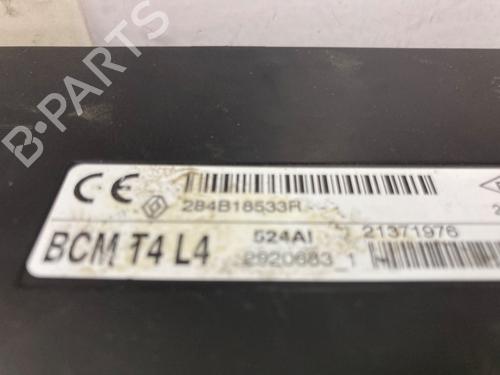 B-PARTS
CE 284B18533R
BCM T4 L4 524AI 21371976
2920683_1 N